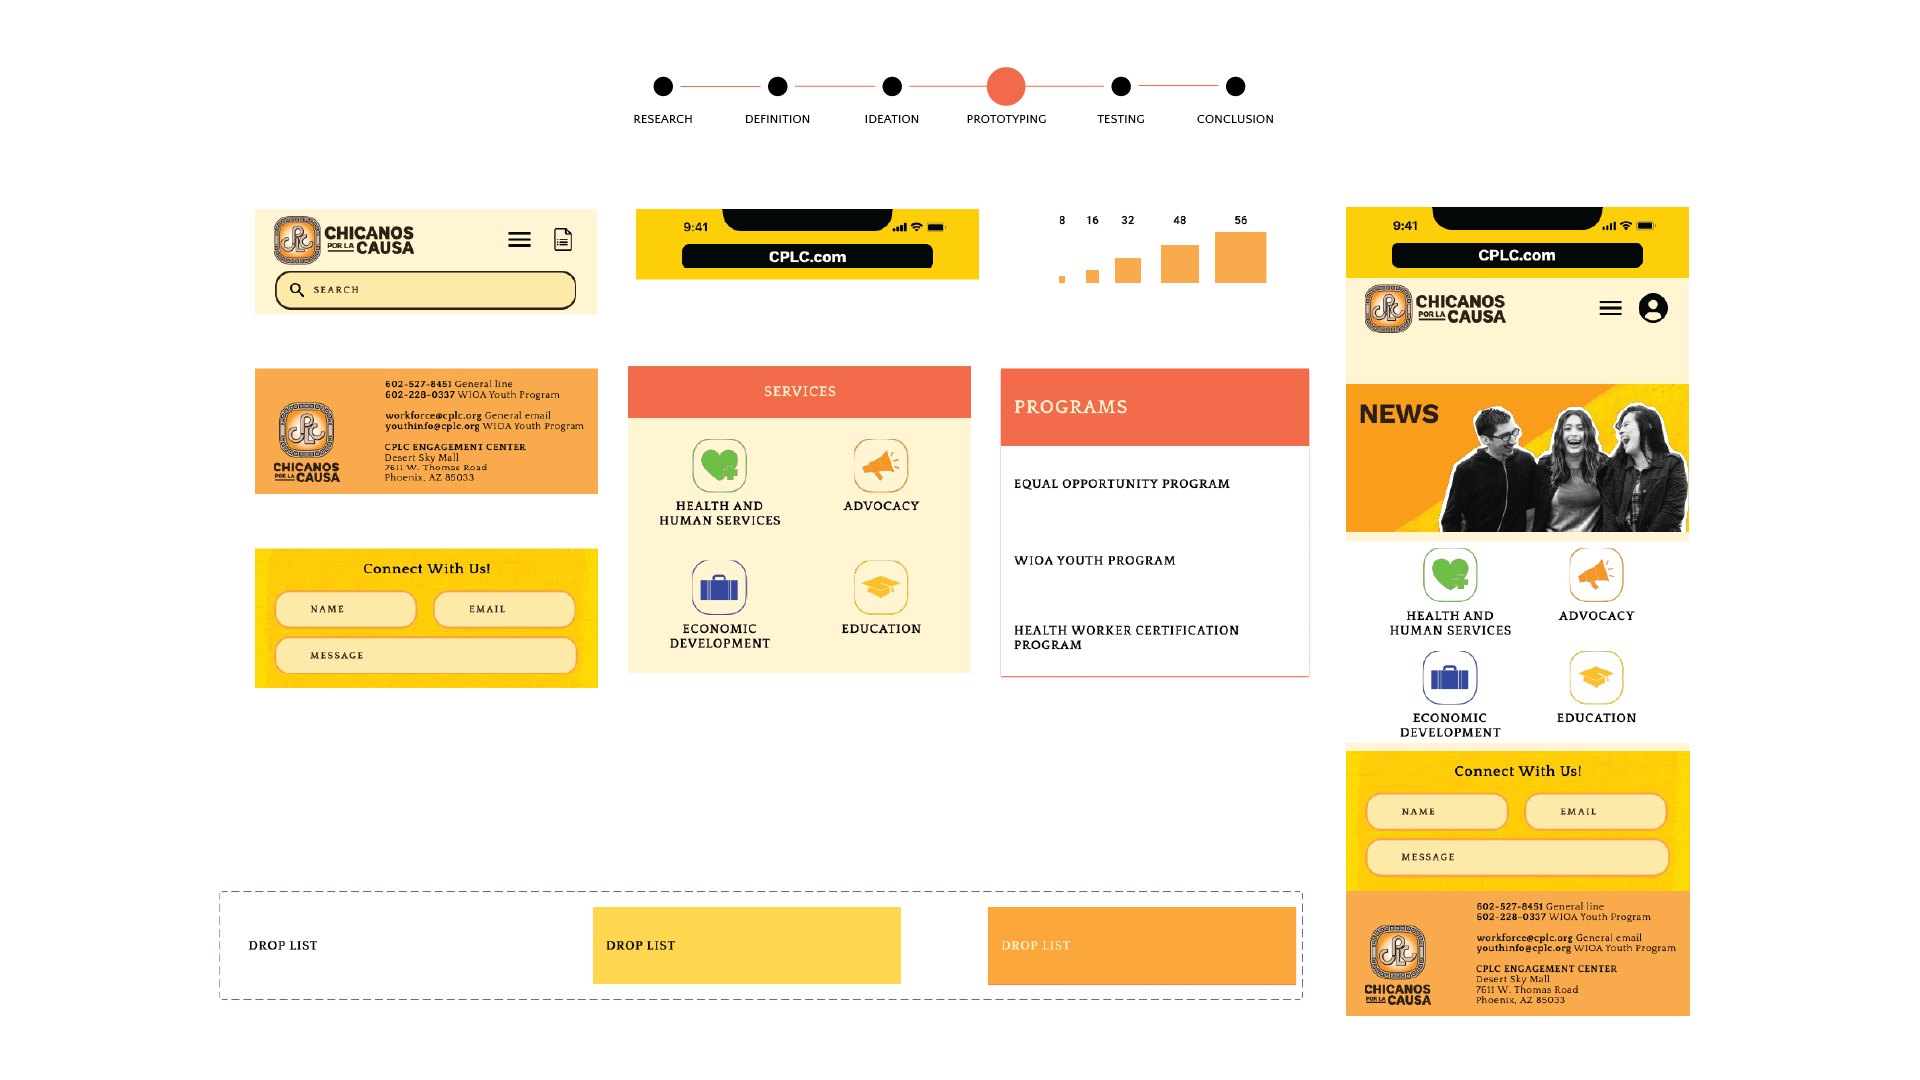 RESEARCH
DEFINITION
IDEATION
PROTOTYPING
TESTING
CONCLUSION
CPLC
CHICANOS
POR LA CAUSA
SEARCH
9:41
CPLC.com
8 16 32 48 56
602-527-8451 General line
602-228-0337 WIOA Youth Program
workforce@cplc.org General email
youthinfo@cplc.org WIOA Youth Program
CPLC ENGAGEMENT CENTER
Desert Sky Mall
7611 W. Thomas Road
Phoenix, AZ 85033
CPLC
CHICANOS
POR LA CAUSA
Connect With Us!
NAME
EMAIL
MESSAGE
SERVICES
HEALTH AND
HUMAN SERVICES
ADVOCACY
ECONOMIC
DEVELOPMENT
EDUCATION
PROGRAMS
EQUAL OPPORTUNITY PROGRAM
WIOA YOUTH PROGRAM
HEALTH WORKER CERTIFICATION
PROGRAM
9:41
CPLC.com
CPLC
CHICANOS
POR LA CAUSA
NEWS
HEALTH AND
HUMAN SERVICES
ADVOCACY
ECONOMIC
DEVELOPMENT
EDUCATION
Connect With Us!
NAME
EMAIL
MESSAGE
602-527-8451 General line
602-228-0337 WIOA Youth Program
workforce@cplc.org General email
youthinfo@cplc.org WIOA Youth Program
CPLC ENGAGEMENT CENTER
Desert Sky Mall
7611 W. Thomas Road
Phoenix, AZ 85033
CPLC
CHICANOS
POR LA CAUSA
DROP LIST
DROP LIST
DROP LIST